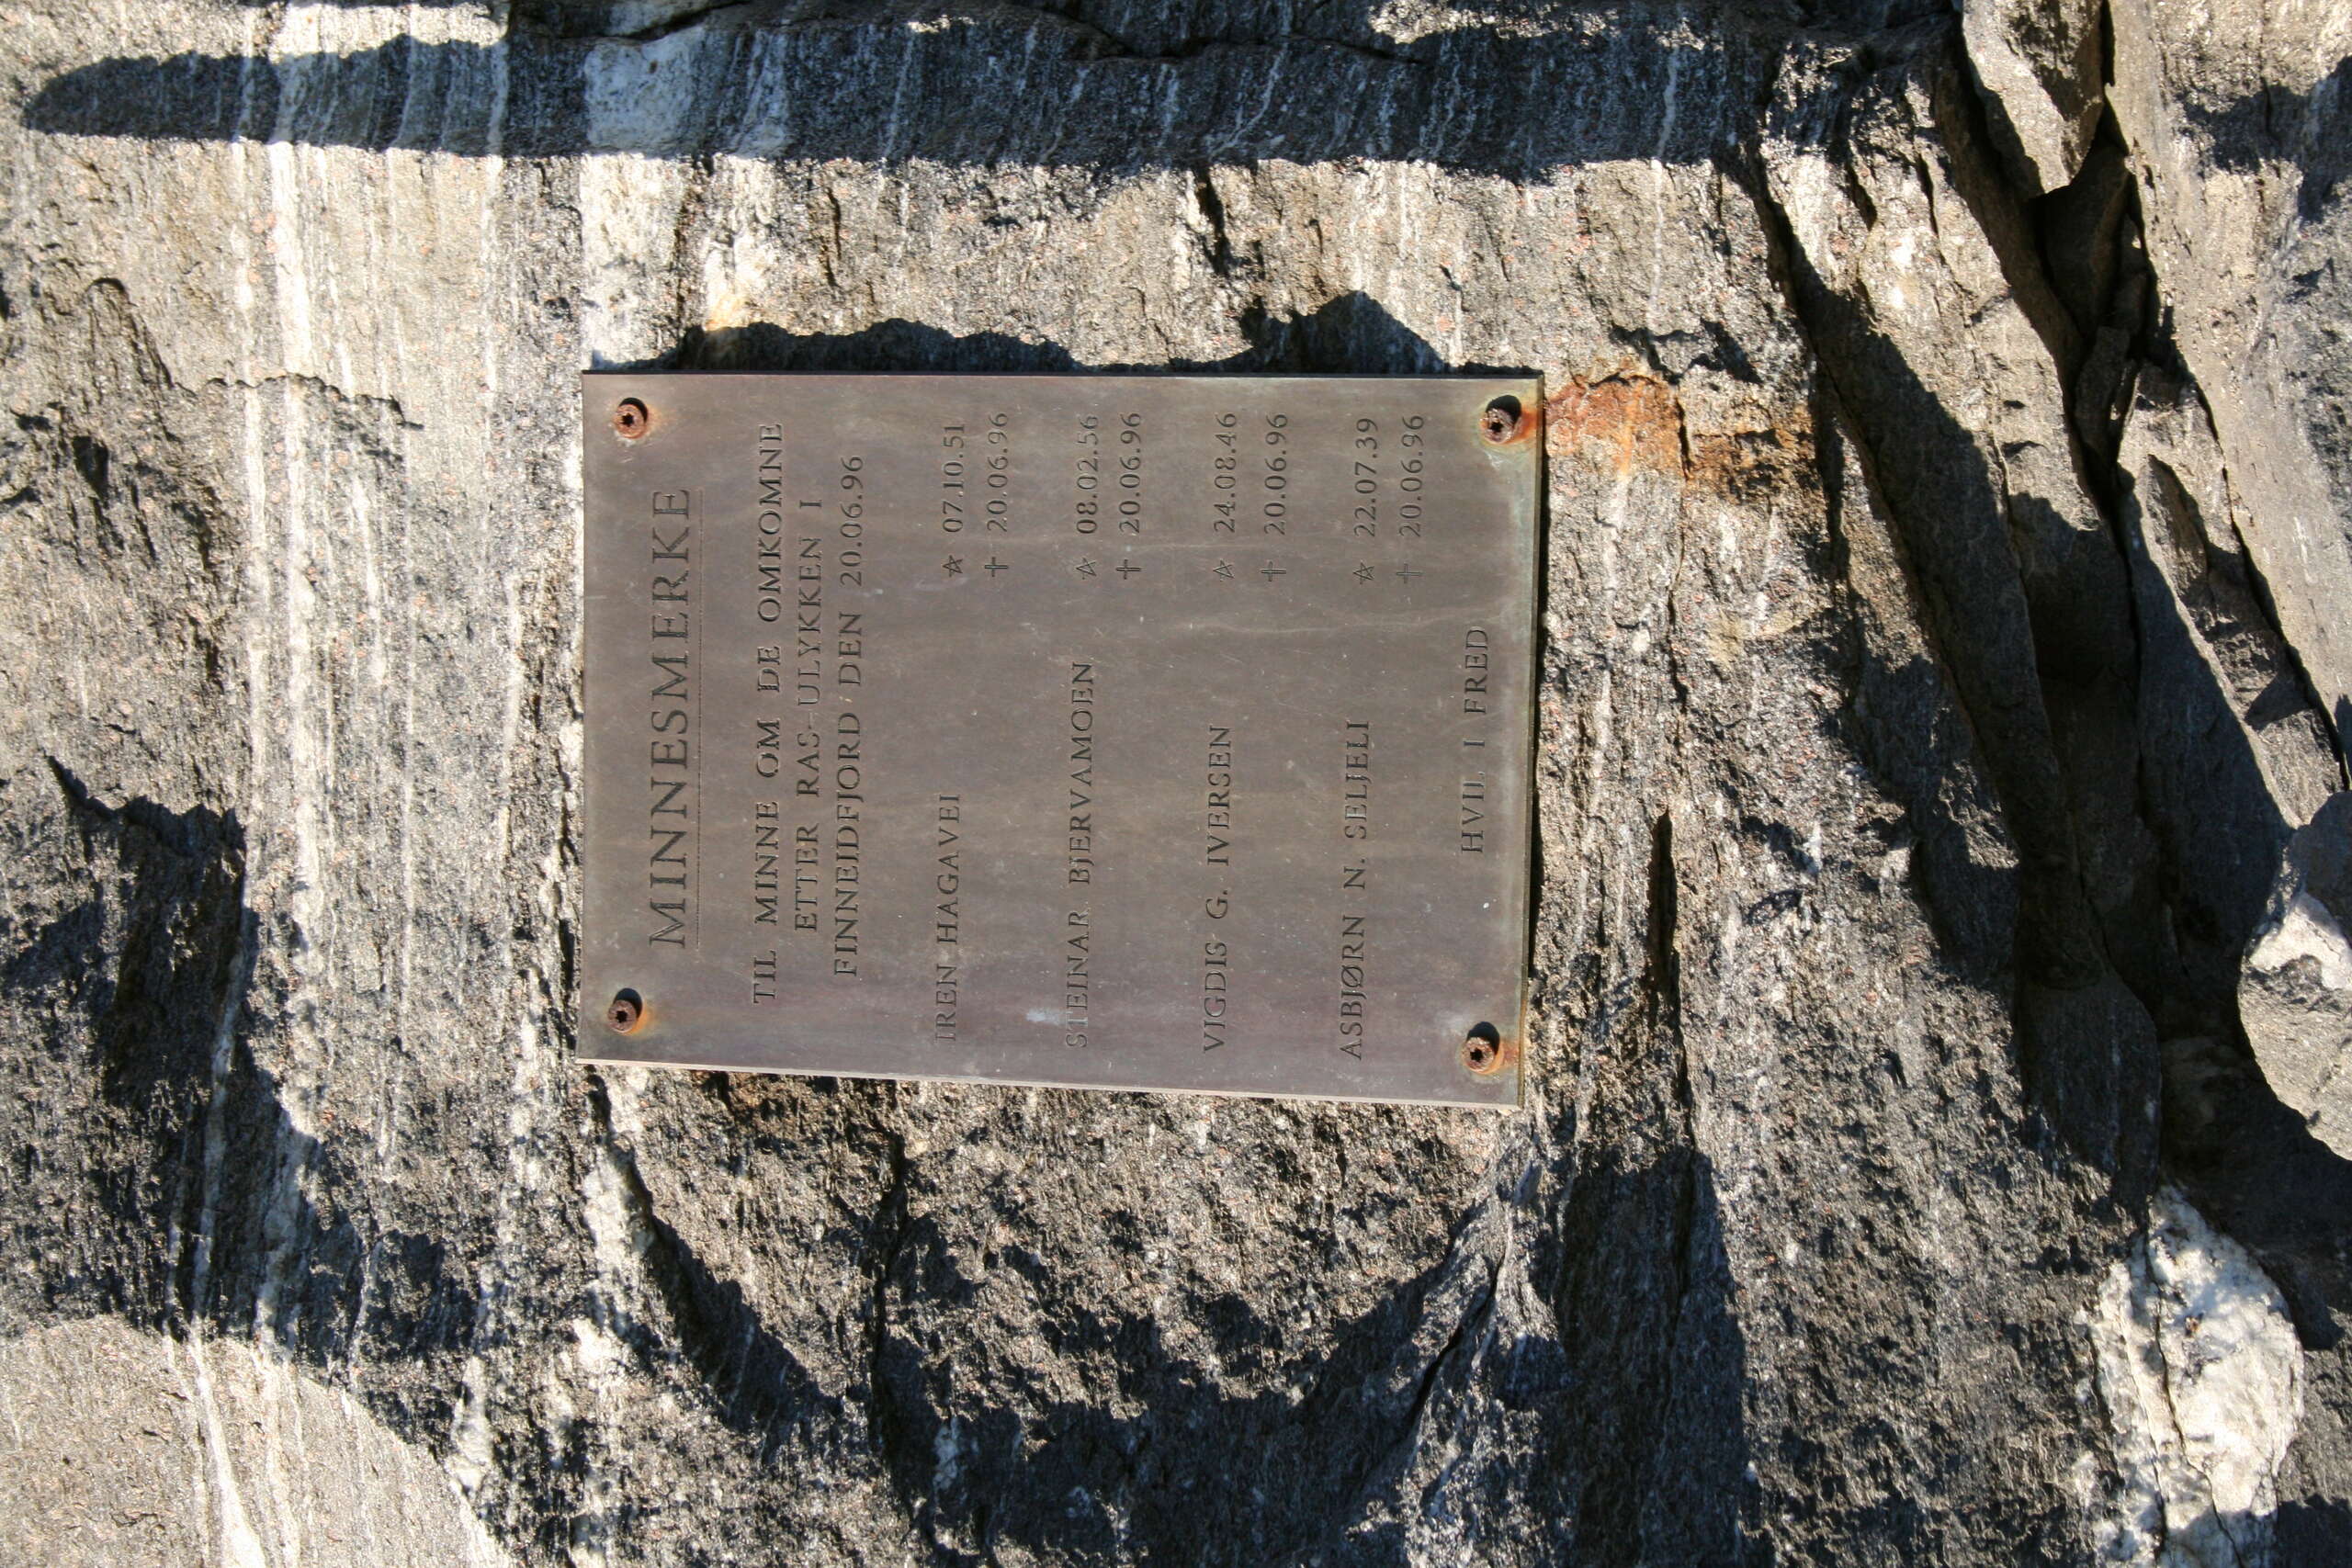 MINNESMERKE
TIL MINNE OM DE OMKOMNE
ETTER RAS-ULYKKEN I
FINNEIDFJORD DEN 20.06.96
IREN HAGAVEI ☆ 07.10.51
✝ 20.06.96
STEINAR BJERVAMOEN ☆ 08.02.56
✝ 20.06.96
VIGDIS G. IVERSEN ☆ 24.08.46
✝ 20.06.96
ASBJØRN N. SELJELI ☆ 22.07.39
✝ 20.06.96
HVIL I FRED